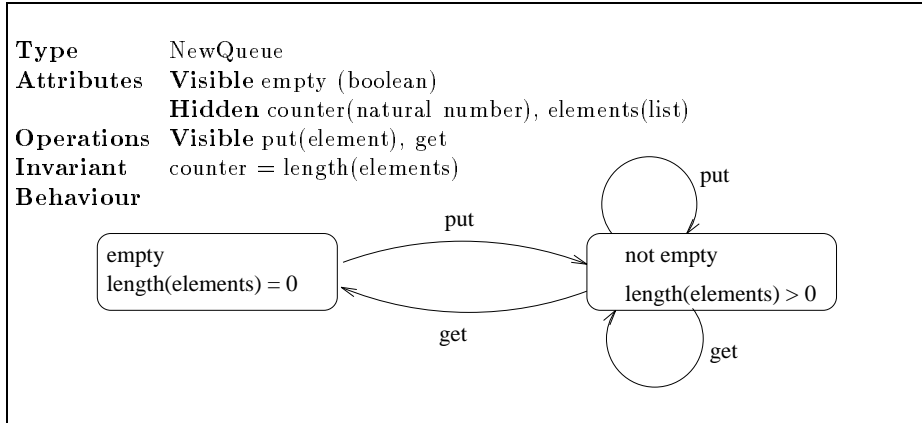 Type NewQueue
Attributes Visible empty (boolean)
Hidden counter(natural number), elements(list)
Operations Visible put(element), get
Invariant counter = length(elements)
Behaviour
put
put
empty
length(elements) = 0
not empty
length(elements) > 0
get
get